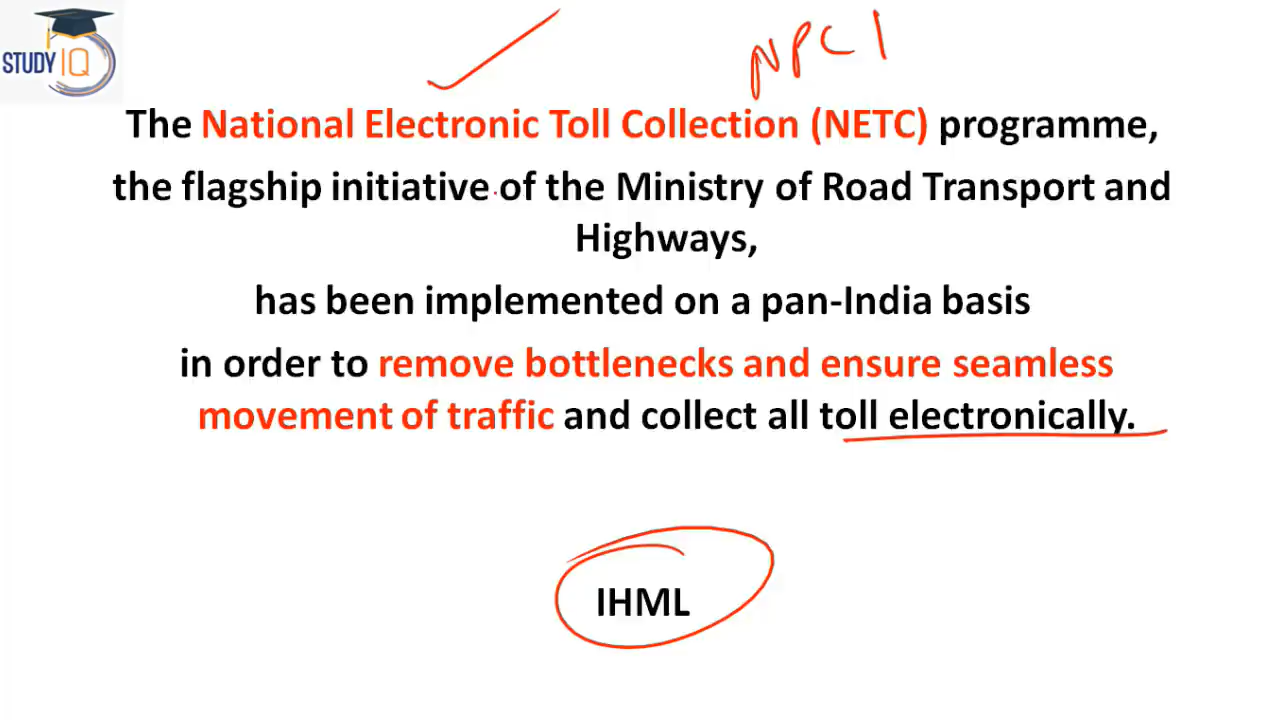 STUDY IQ
NPCI
The National Electronic Toll Collection (NETC) programme,
the flagship initiative of the Ministry of Road Transport and
Highways,
has been implemented on a pan-India basis
in order to remove bottlenecks and ensure seamless
movement of traffic and collect all toll electronically.
IHML